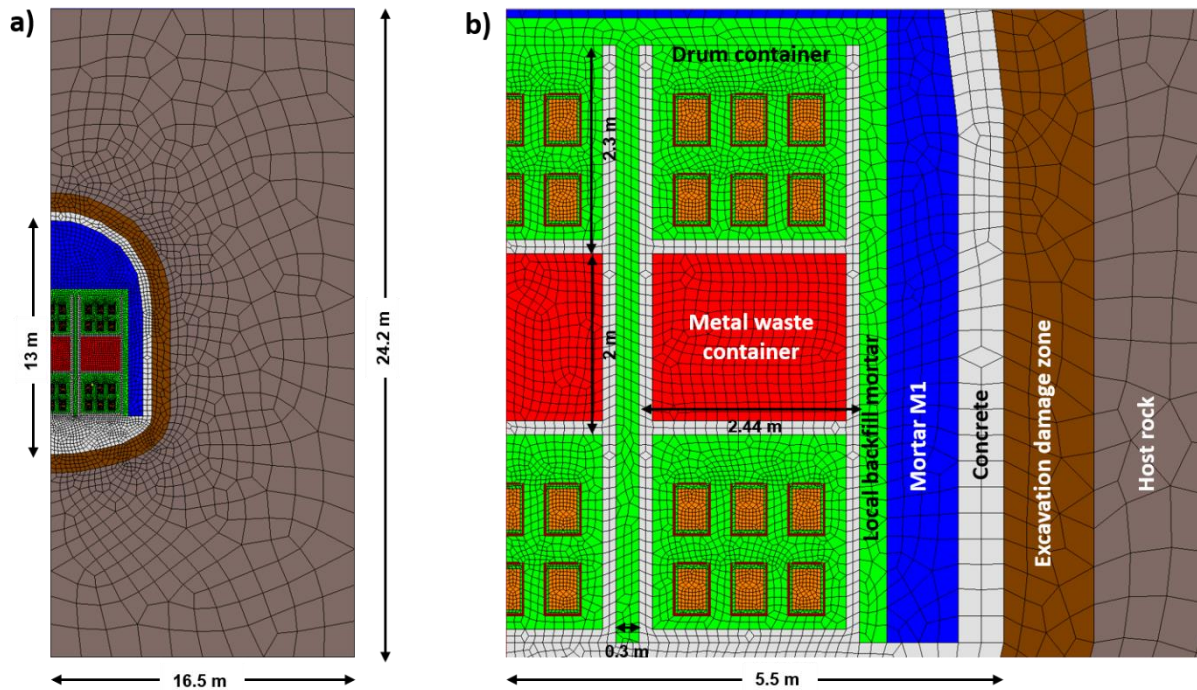 a)
13 m
24.2 m
16.5 m
b)
Drum container
2.3 m
Metal waste
container
2 m
2.44 m
0.3 m
5.5 m
Local backfill mortar
Mortar M1
Concrete
Excavation damage zone
Host rock